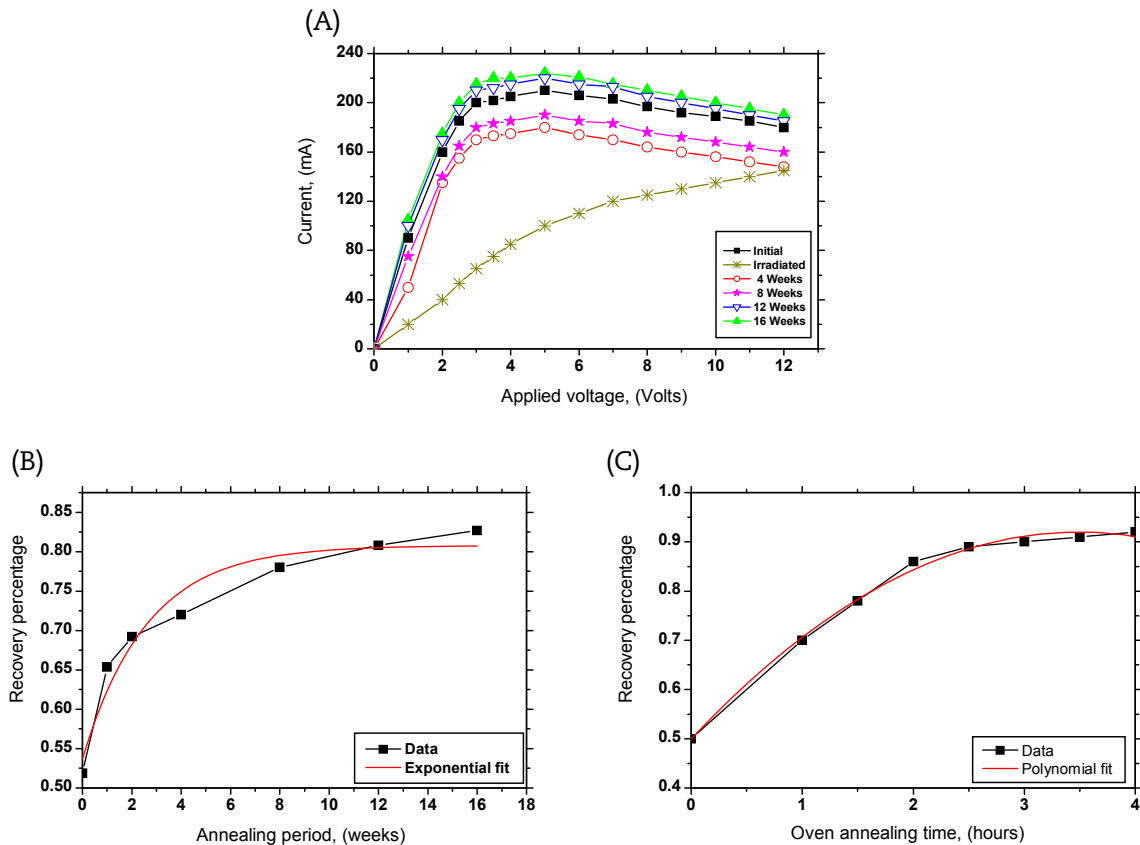 (A)
240
200
160
120
80
40
0
Current, (mA)
0 2 4 6 8 10 12
Applied voltage, (Volts)
Initial
Irradiated
4 Weeks
8 Weeks
12 Weeks
16 Weeks
(B)
0.85
0.80
0.75
0.70
0.65
0.60
0.55
0.50
Recovery percentage
0 2 4 6 8 10 12 14 16 18
Annealing period, (weeks)
Data
Exponential fit
(C)
1.0
0.9
0.8
0.7
0.6
0.5
0.4
Recovery percentage
0 1 2 3 4
Oven annealing time, (hours)
Data
Polynomial fit